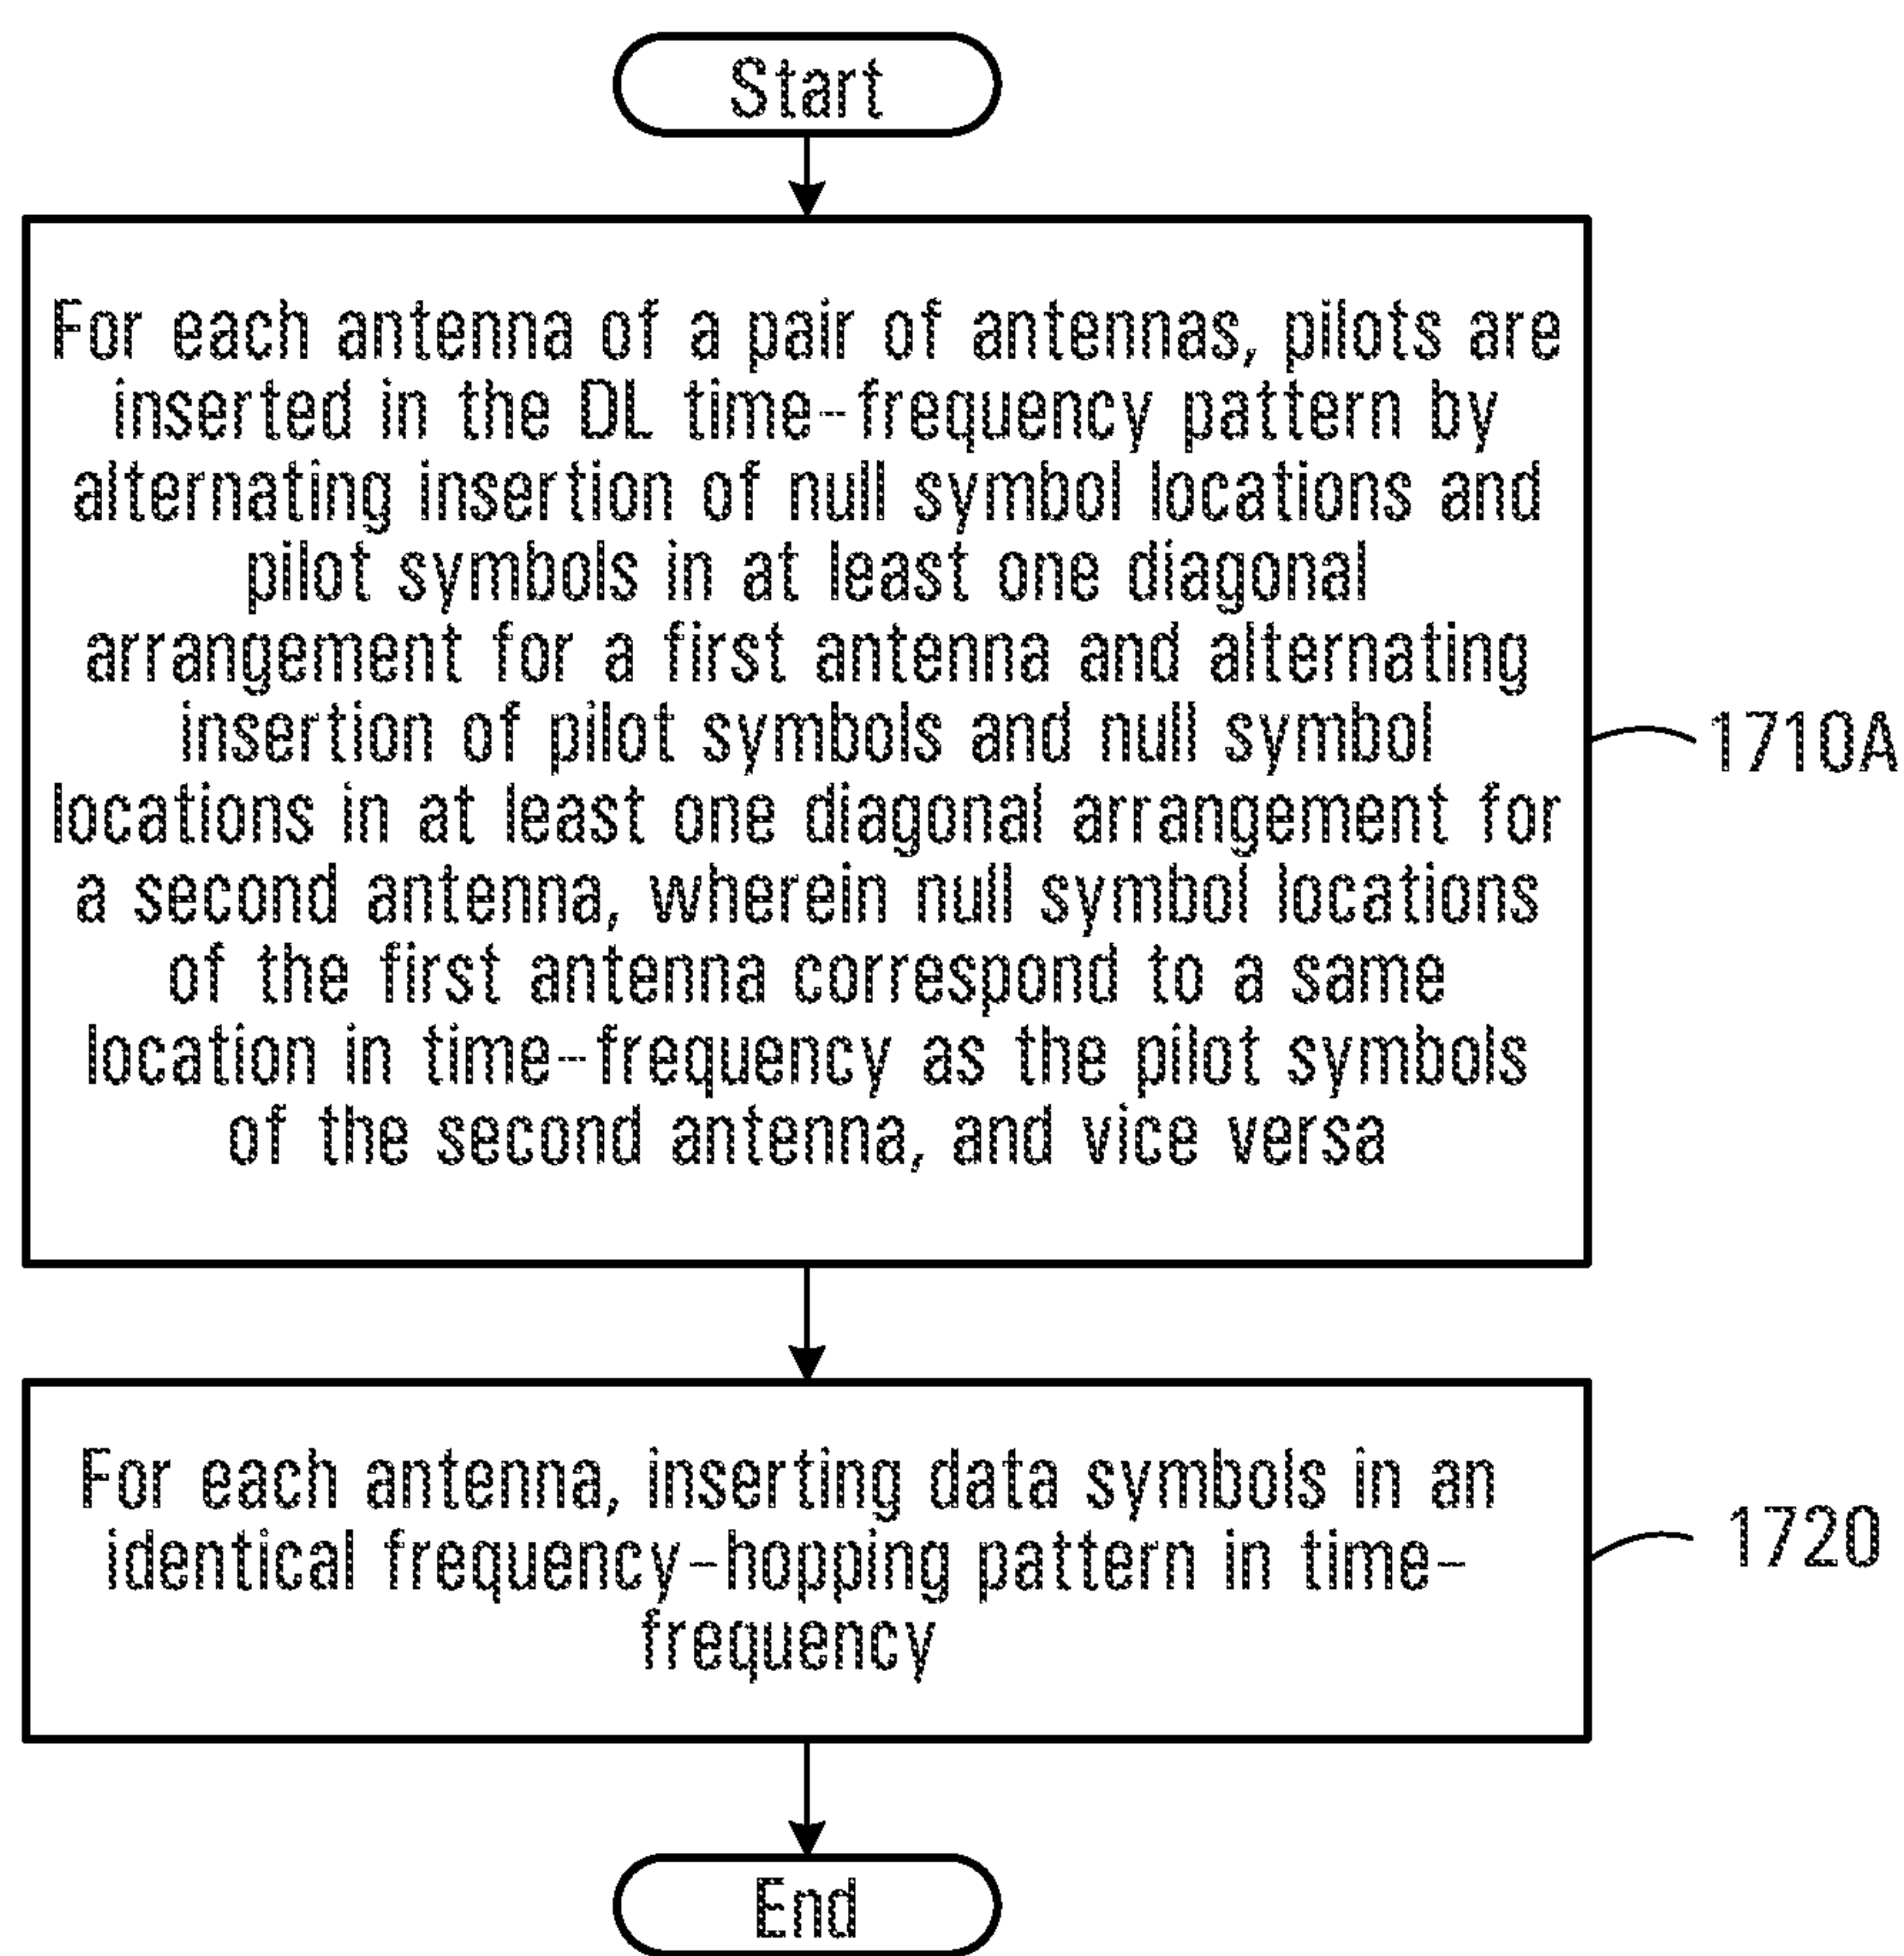 Start
For each antenna of a pair of antennas, pilots are
inserted in the DL time-frequency pattern by
alternating insertion of null symbol locations and
pilot symbols in at least one diagonal
arrangement for a first antenna and alternating
insertion of pilot symbols and null symbol
locations in at least one diagonal arrangement for
a second antenna, wherein null symbol locations
of the first antenna correspond to a same
location in time-frequency as the pilot symbols
of the second antenna, and vice versa
1710A
For each antenna, inserting data symbols in an
identical frequency-hopping pattern in time-
frequency
1720
End